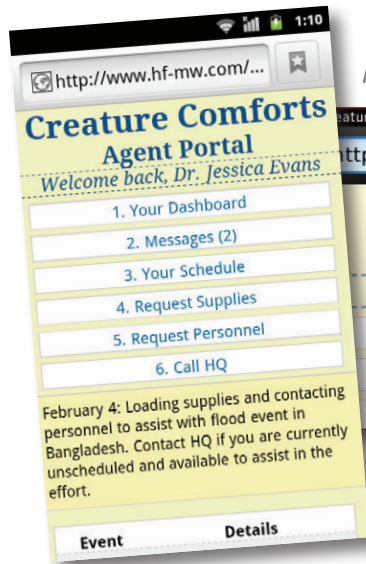 1:10
http://www.hf-mw.com/...
Creature Comforts
Agent Portal
Welcome back, Dr. Jessica Evans
1. Your Dashboard
2. Messages (2)
3. Your Schedule
4. Request Supplies
5. Request Personnel
6. Call HQ
February 4: Loading supplies and contacting
personnel to assist with flood event in
Bangladesh. Contact HQ if you are currently
unscheduled and available to assist in the
effort.
Event Details